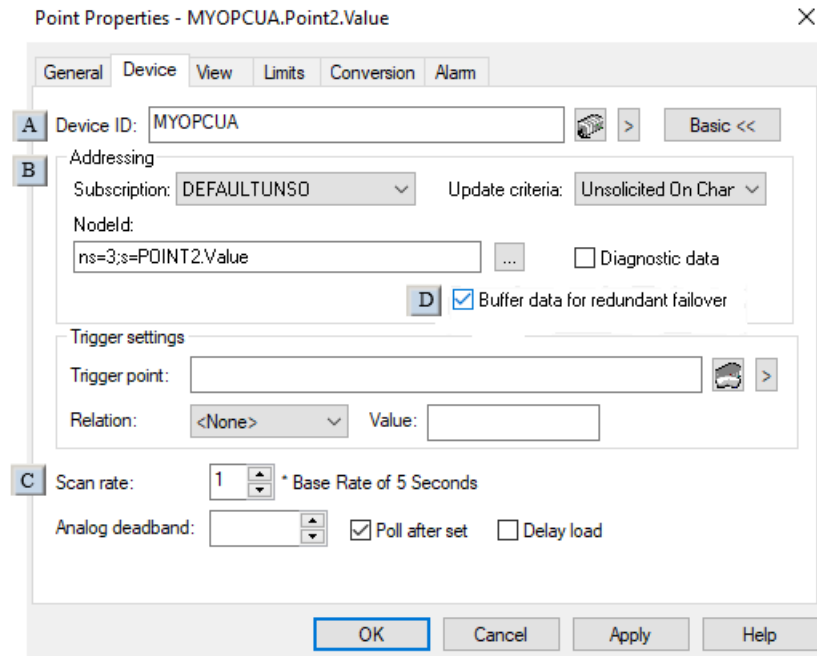 Point Properties - MYOPCUA.Point2.Value
General Device View Limits Conversion Alarm
A Device ID: MYOPCUA > Basic <<
B Addressing
Subscription: DEFAULTUNSO Update criteria: Unsolicited On Char
NodeId:
ns=3;s=POINT2.Value ... Diagnostic data
D Buffer data for redundant failover
Trigger settings
Trigger point: >
Relation: <None> Value:
C Scan rate: 1 * Base Rate of 5 Seconds
Analog deadband: Poll after set Delay load
OK Cancel Apply Help